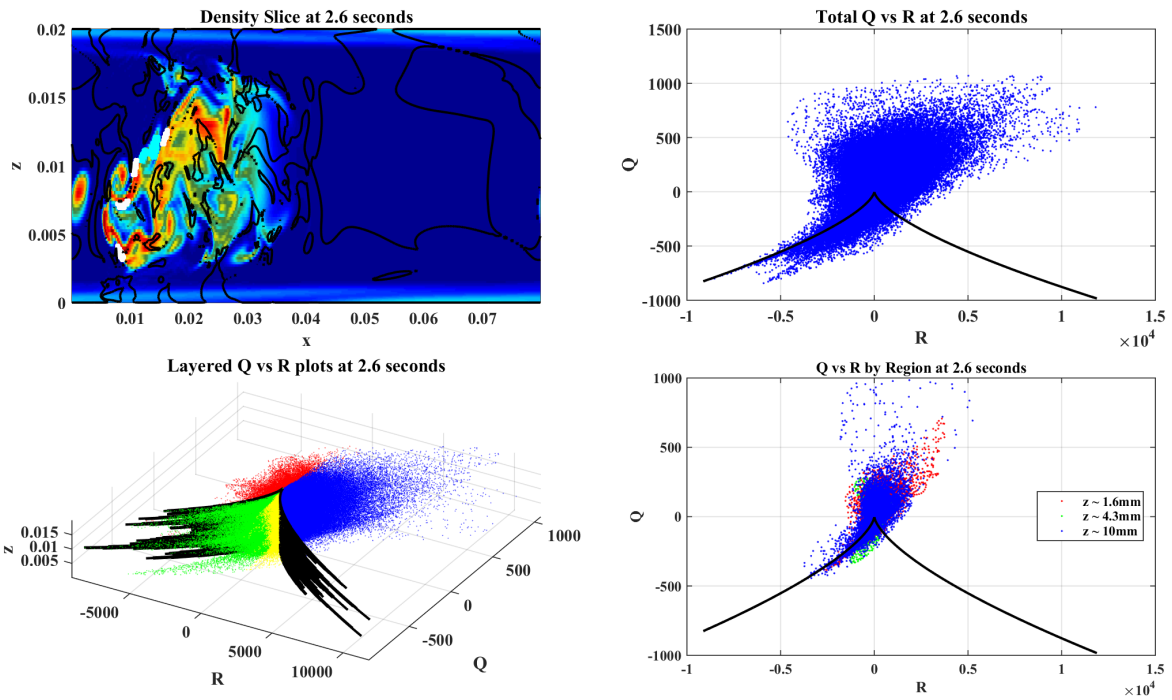 Density Slice at 2.6 seconds
0.02
0.015
0.01
0.005
0
z
0.01 0.02 0.03 0.04 0.05 0.06 0.07
x
Total Q vs R at 2.6 seconds
1500
1000
500
0
-500
-1000
Q
-1 -0.5 0 0.5 1 1.5
R
×10⁴
Layered Q vs R plots at 2.6 seconds
0.015
0.01
0.005
z
-5000 0 5000 10000
R
-500 0 500 1000
Q
Q vs R by Region at 2.6 seconds
1000
500
0
-500
-1000
Q
z ~ 1.6mm
z ~ 4.3mm
z ~ 10mm
-1 -0.5 0 0.5 1 1.5
R
×10⁴